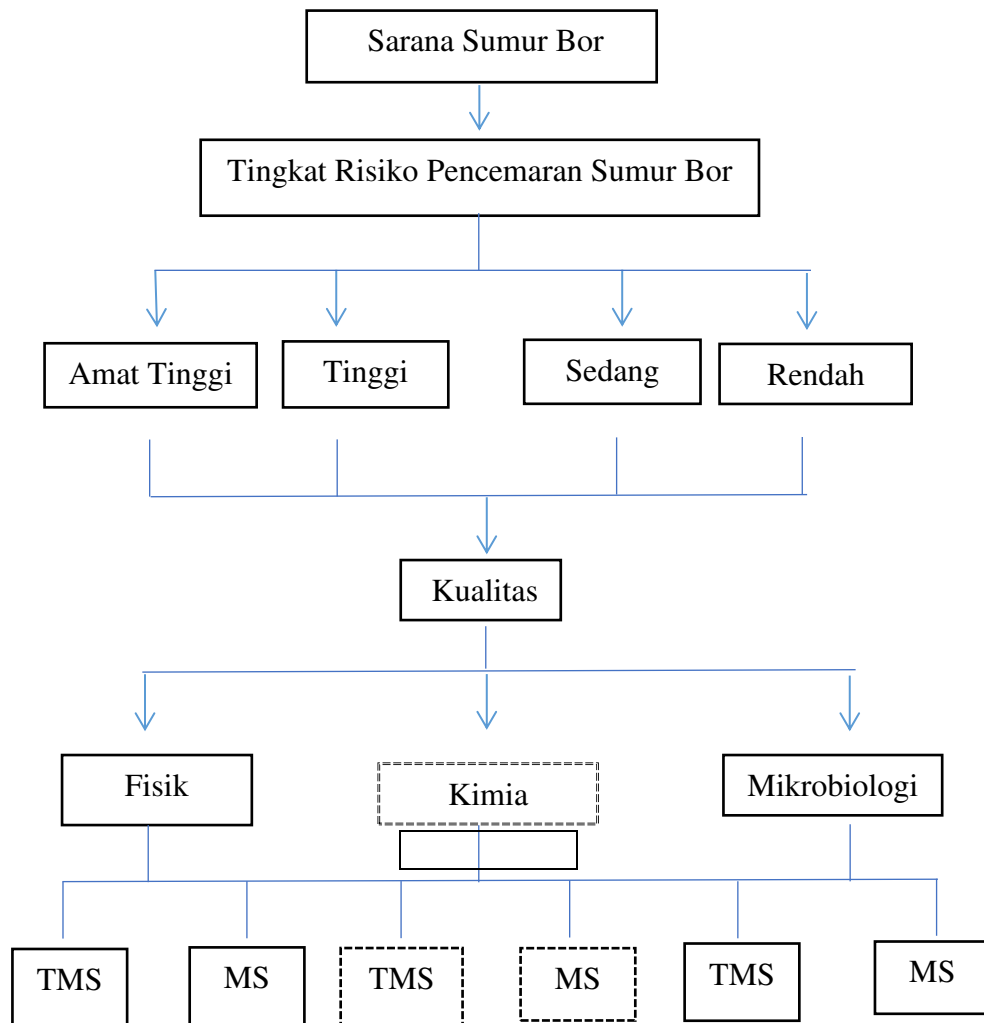 Sarana Sumur Bor
Tingkat Risiko Pencemaran Sumur Bor
Amat Tinggi
Tinggi
Sedang
Rendah
Kualitas
Fisik
Kimia
Mikrobiologi
TMS
MS
TMS
MS
TMS
MS